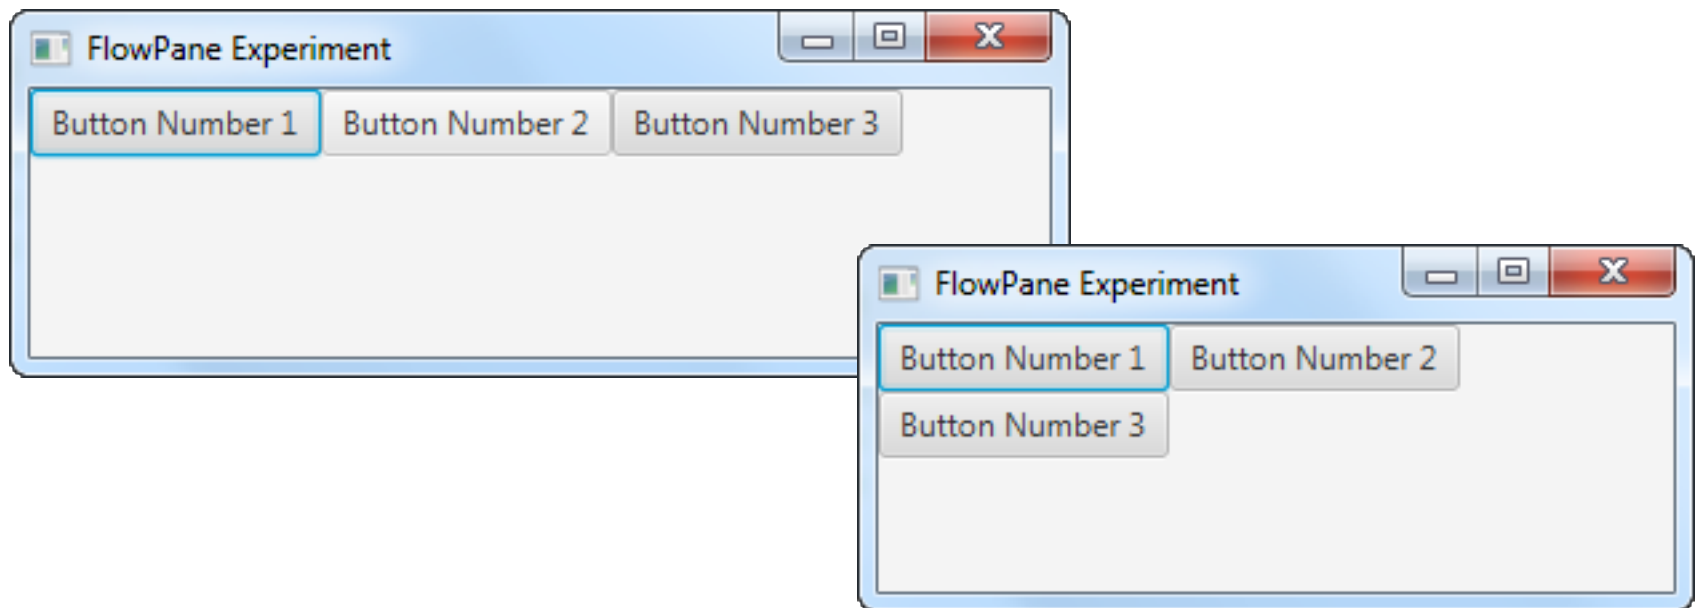 FlowPane Experiment
Button Number 1 Button Number 2 Button Number 3
FlowPane Experiment
Button Number 1 Button Number 2
Button Number 3